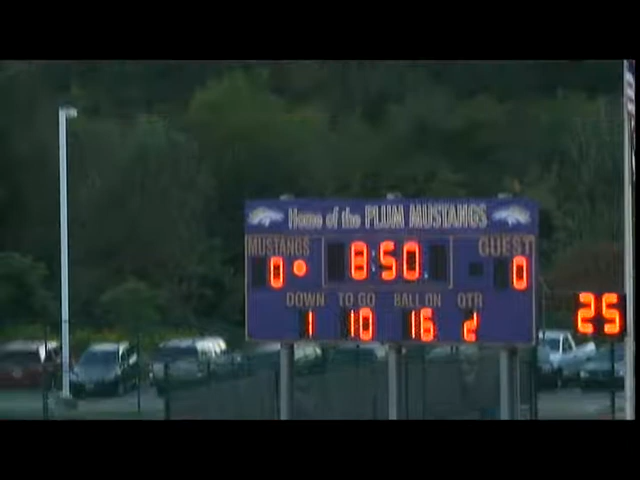 Home of the PLUM MUSTANGS
MUSTANGS 8:50 GUEST
0 0
DOWN TO GO BALL ON QTR
1 10 16 2
25